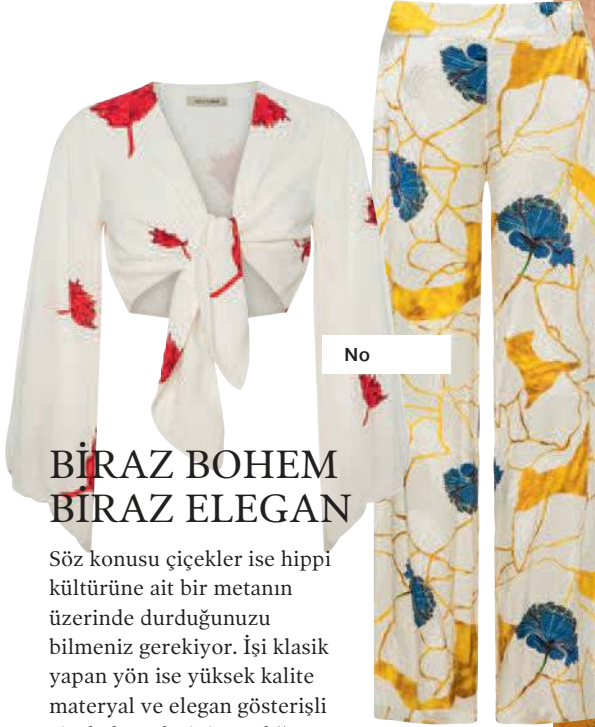 No
BİRAZ BOHEM
BİRAZ ELEGAN
Söz konusu çiçekler ise hippi
kültürüne ait bir metanın
üzerinde durduğunuzu
bilmeniz gerekiyor. İşi klasik
yapan yön ise yüksek kalite
materyal ve elegan gösterişli